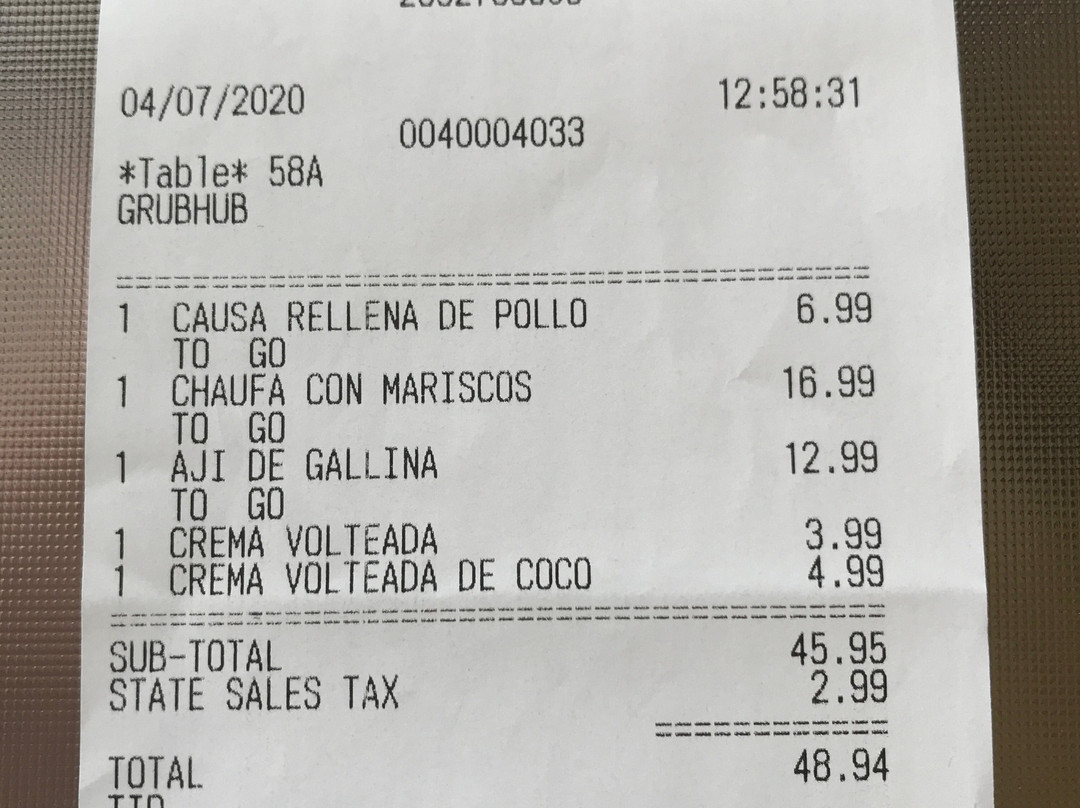 04/07/2020 12:58:31
0040004033
*Table* 58A
GRUBHUB
1 CAUSA RELLENA DE POLLO 6.99
TO GO
1 CHAUFA CON MARISCOS 16.99
TO GO
1 AJI DE GALLINA 12.99
TO GO
1 CREMA VOLTEADA 3.99
1 CREMA VOLTEADA DE COCO 4.99
SUB-TOTAL 45.95
STATE SALES TAX 2.99
TOTAL 48.94